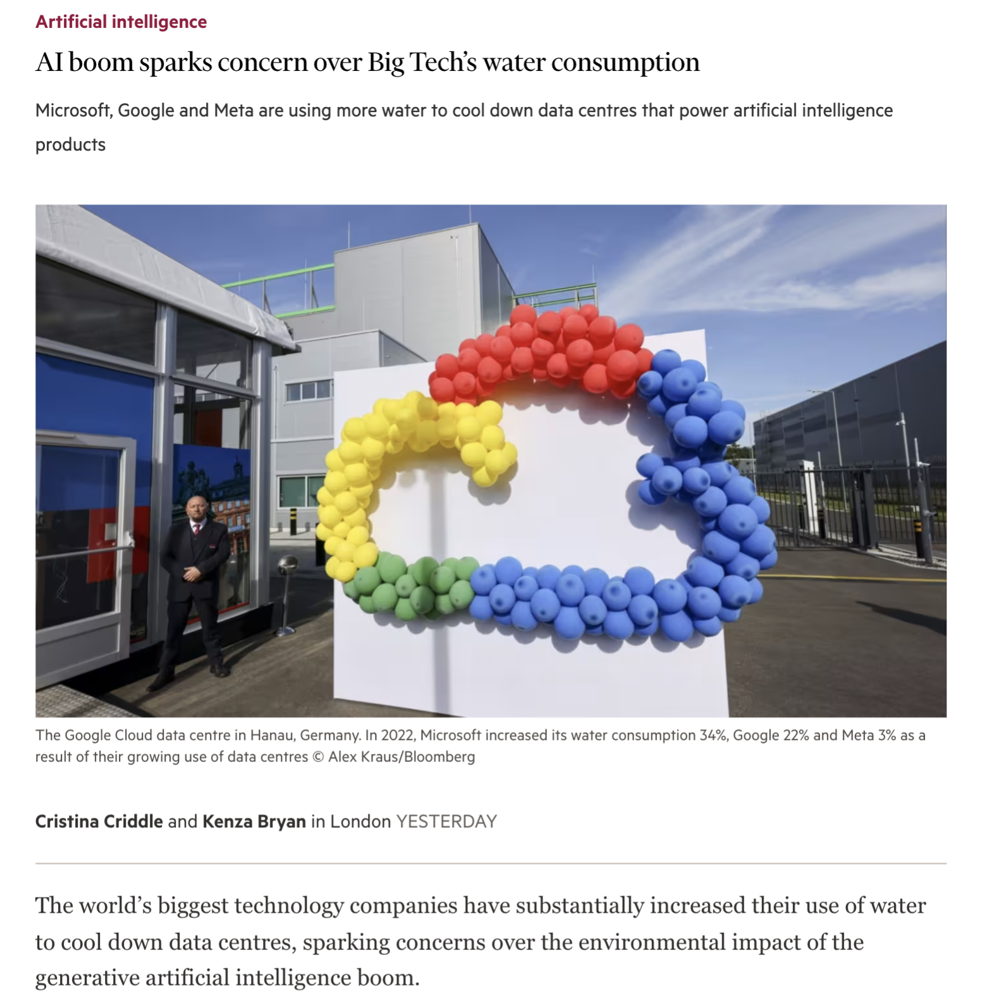 Artificial intelligence
AI boom sparks concern over Big Tech’s water consumption
Microsoft, Google and Meta are using more water to cool down data centres that power artificial intelligence
products
The Google Cloud data centre in Hanau, Germany. In 2022, Microsoft increased its water consumption 34%, Google 22% and Meta 3% as a
result of their growing use of data centres © Alex Kraus/Bloomberg
Cristina Criddle and Kenza Bryan in London YESTERDAY
The world’s biggest technology companies have substantially increased their use of water
to cool down data centres, sparking concerns over the environmental impact of the
generative artificial intelligence boom.